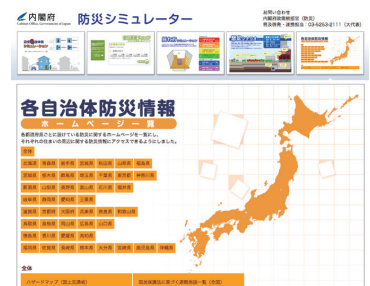 内閣府
Cabinet Office, Government of Japan
防災シミュレーター
お問い合わせ
内閣府政策統括官(防災)
普及啓発・連携担当:03-5253-2111(大代表)
各自治体防災情報
ホームページ一覧
各都道府県ごとに設けている防災に関するホームページを一覧にし、
それぞれの住まいの周辺に関する防災情報にアクセスできるようにしました。
全体
北海道 青森県 岩手県 宮城県 秋田県 山形県 福島県
茨城県 栃木県 群馬県 埼玉県 千葉県 東京都 神奈川県
新潟県 山梨県 長野県 富山県 石川県 福井県
岐阜県 静岡県 愛知県 三重県
滋賀県 京都府 大阪府 兵庫県 奈良県 和歌山県
鳥取県 島根県 岡山県 広島県 山口県
徳島県 香川県 愛媛県 高知県
福岡県 佐賀県 長崎県 熊本県 大分県 宮崎県 鹿児島県 沖縄県
全体
ハザードマップ(国土交通省)